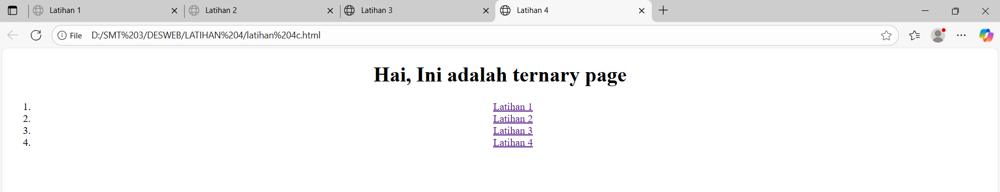 Latihan 1
Latihan 2
Latihan 3
Latihan 4
File D:/SMT%203/DESWEB/LATIHAN%204/latihan%204c.html
Hai, Ini adalah ternary page
1. Latihan 1
2. Latihan 2
3. Latihan 3
4. Latihan 4